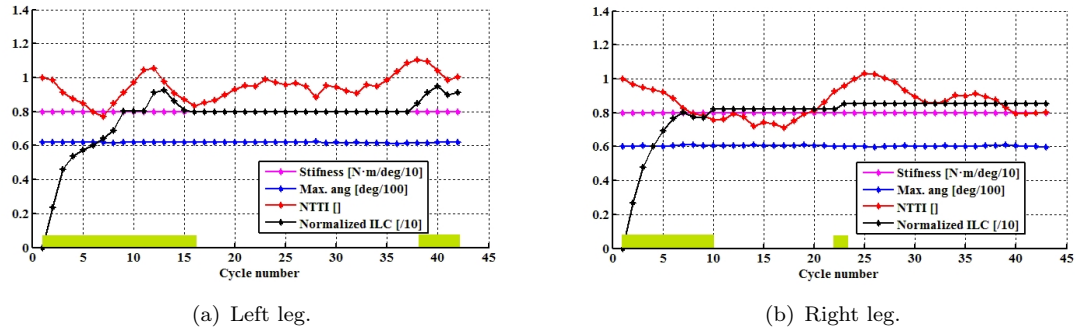 1.4
1.2
1
0.8
0.6
0.4
0.2
0
0 5 10 15 20 25 30 35 40 45
Cycle number
Stifness [N·m/deg/10]
Max. ang [deg/100]
NTTI []
Normalized ILC [/10]
(a) Left leg.
1.4
1.2
1
0.8
0.6
0.4
0.2
0
0 5 10 15 20 25 30 35 40 45
Cycle number
Stifness [N·m/deg/10]
Max. ang [deg/100]
NTTI []
Normalized ILC [/10]
(b) Right leg.